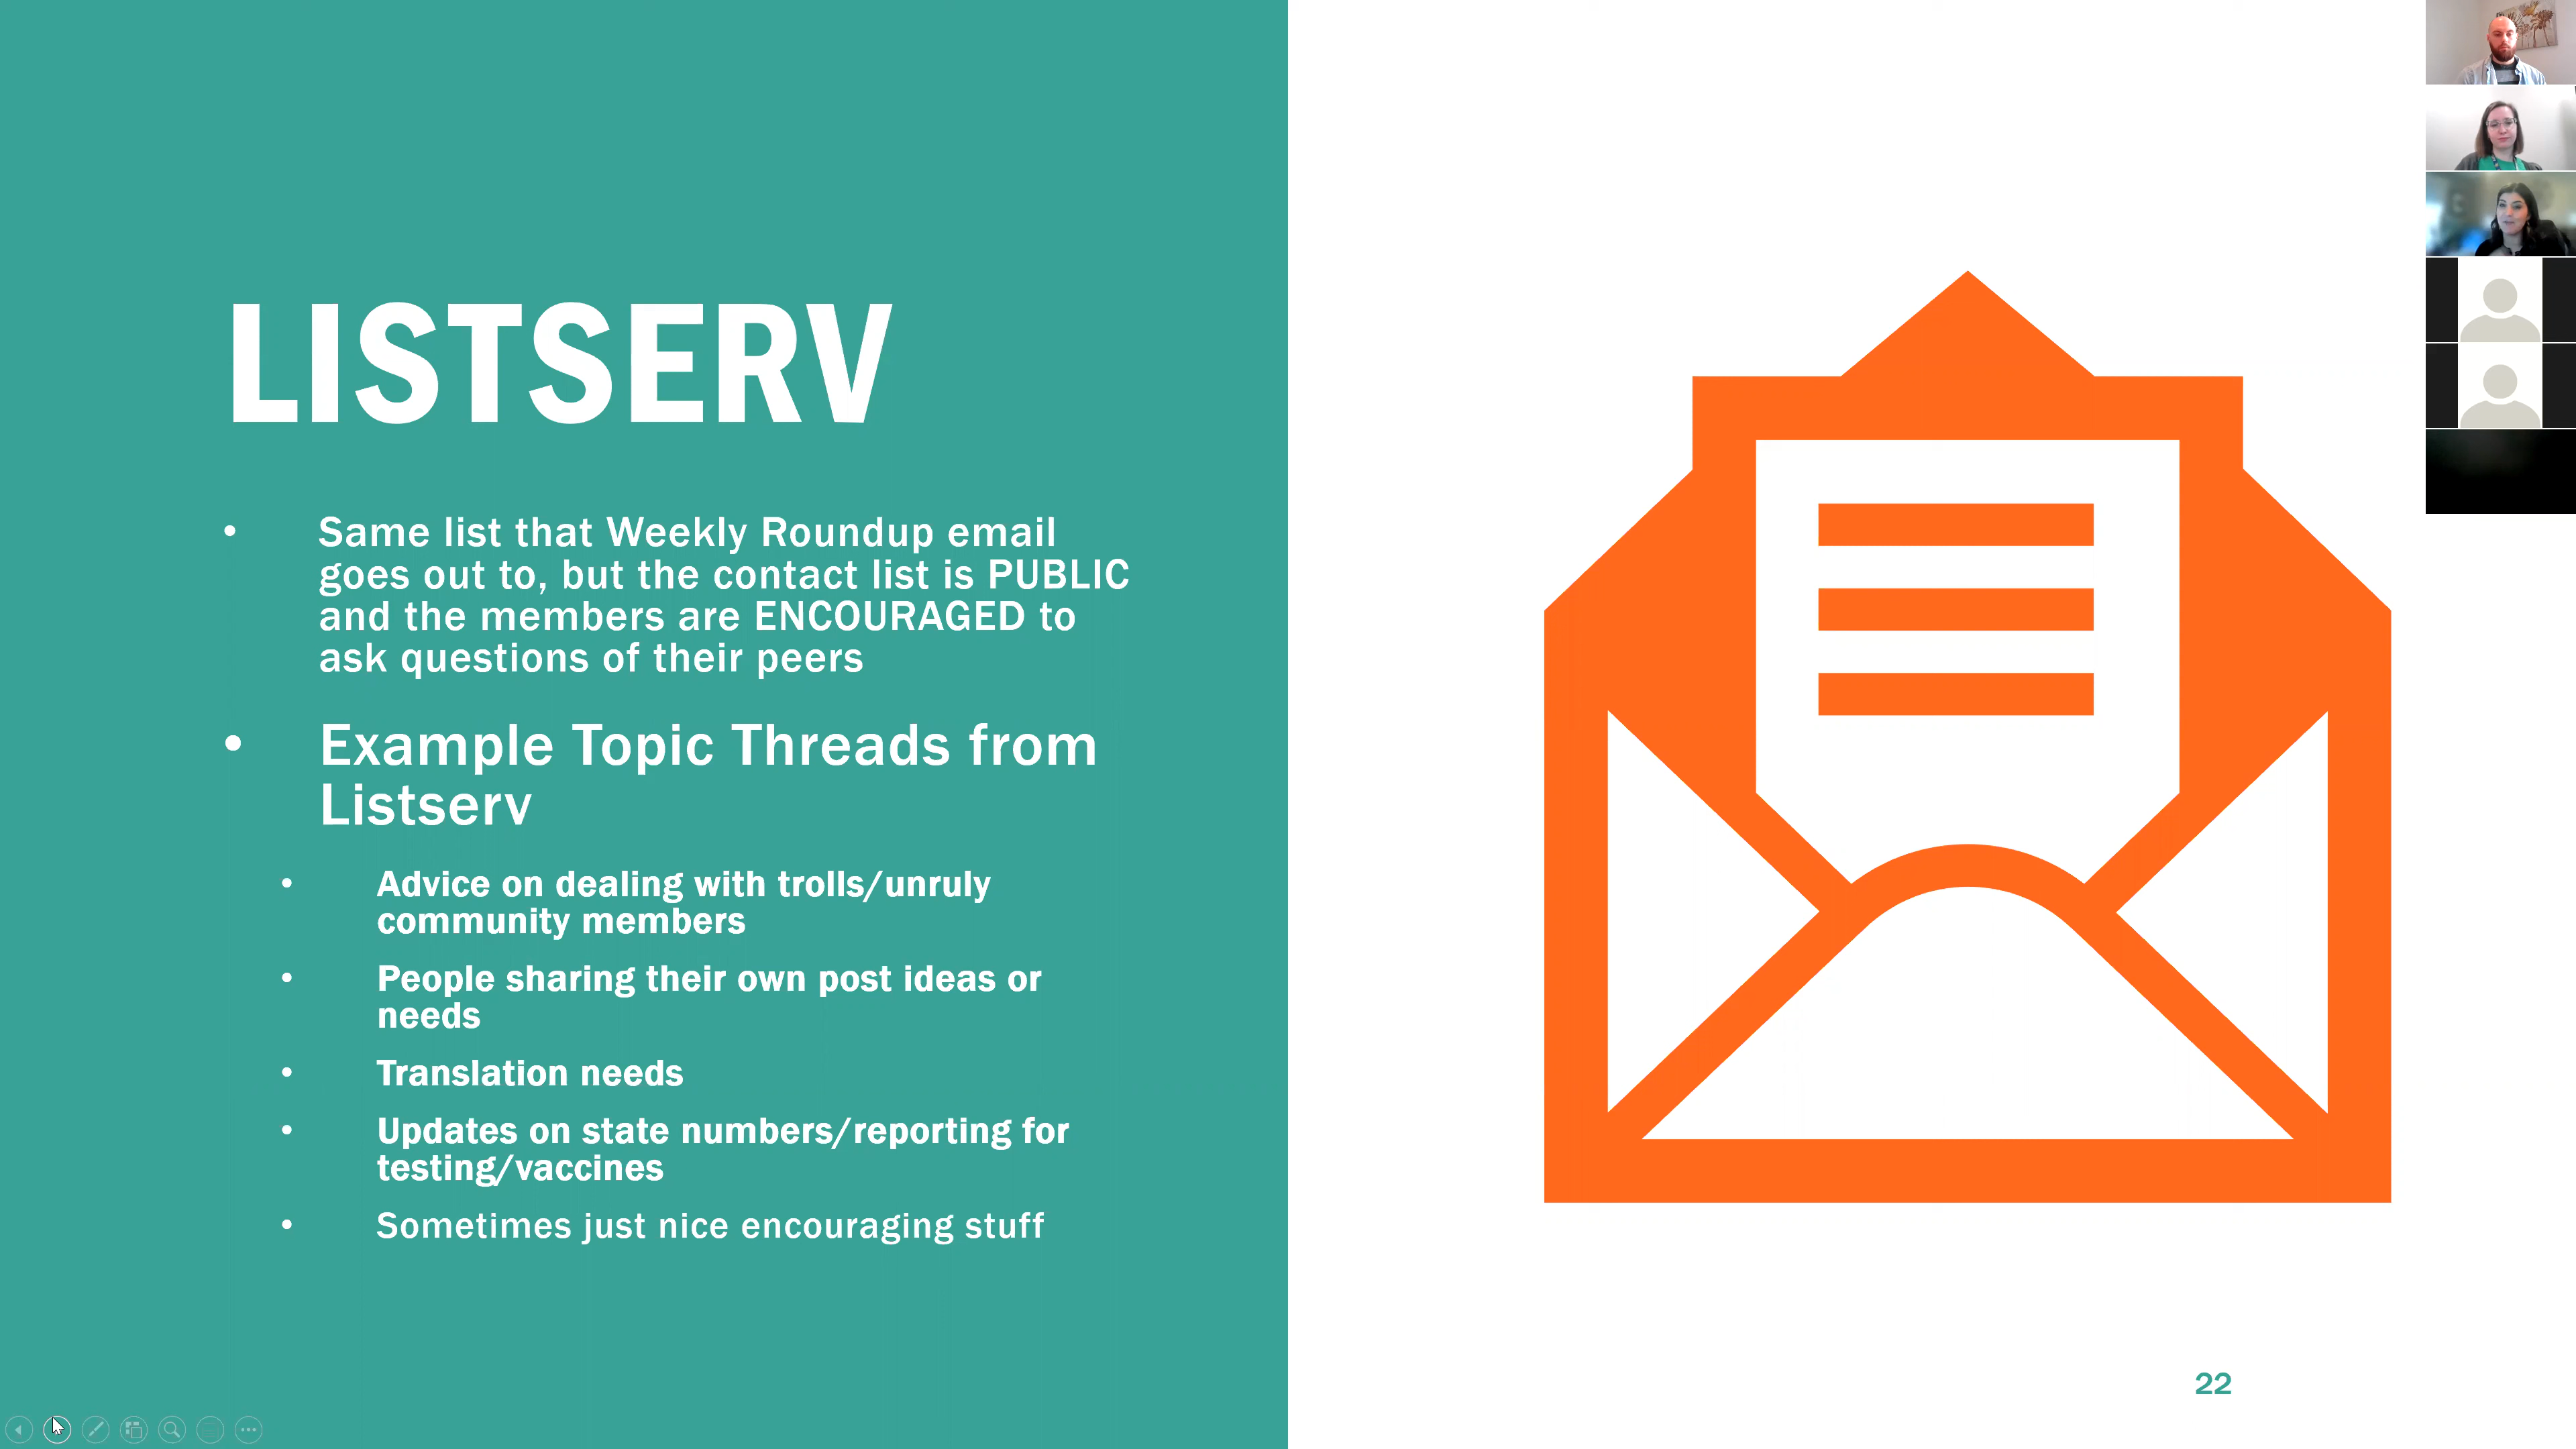 LISTSERV
• Same list that Weekly Roundup email
goes out to, but the contact list is PUBLIC
and the members are ENCOURAGED to
ask questions of their peers
• Example Topic Threads from
Listserv
• Advice on dealing with trolls/unruly
community members
• People sharing their own post ideas or
needs
• Translation needs
• Updates on state numbers/reporting for
testing/vaccines
• Sometimes just nice encouraging stuff
22